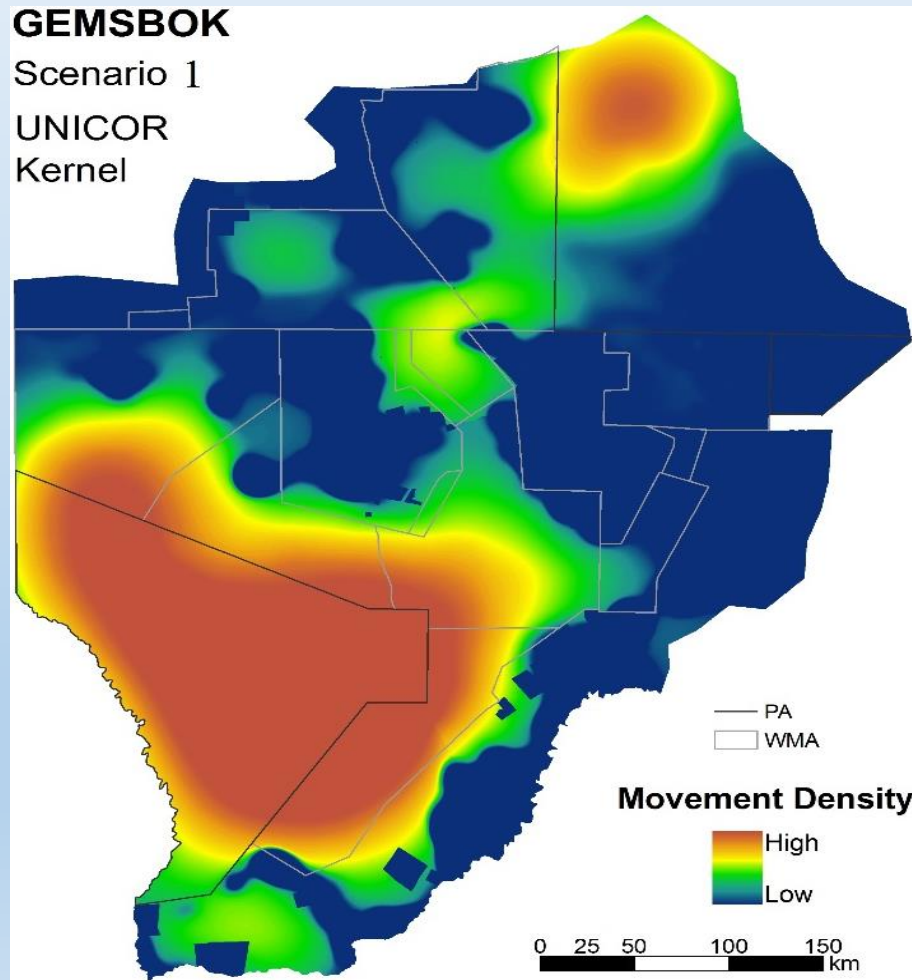 GEMSBOK
Scenario 1
UNICOR
Kernel
PA
WMA
Movement Density
High
Low
0 25 50 100 150
km